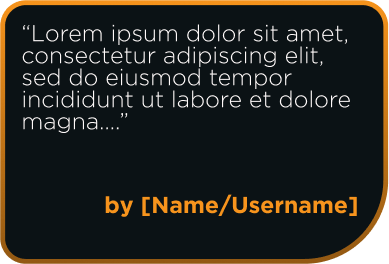 “Lorem ipsum dolor sit amet,
consectetur adipiscing elit,
sed do eiusmod tempor
incididunt ut labore et dolore
magna....”
by [Name/Username]